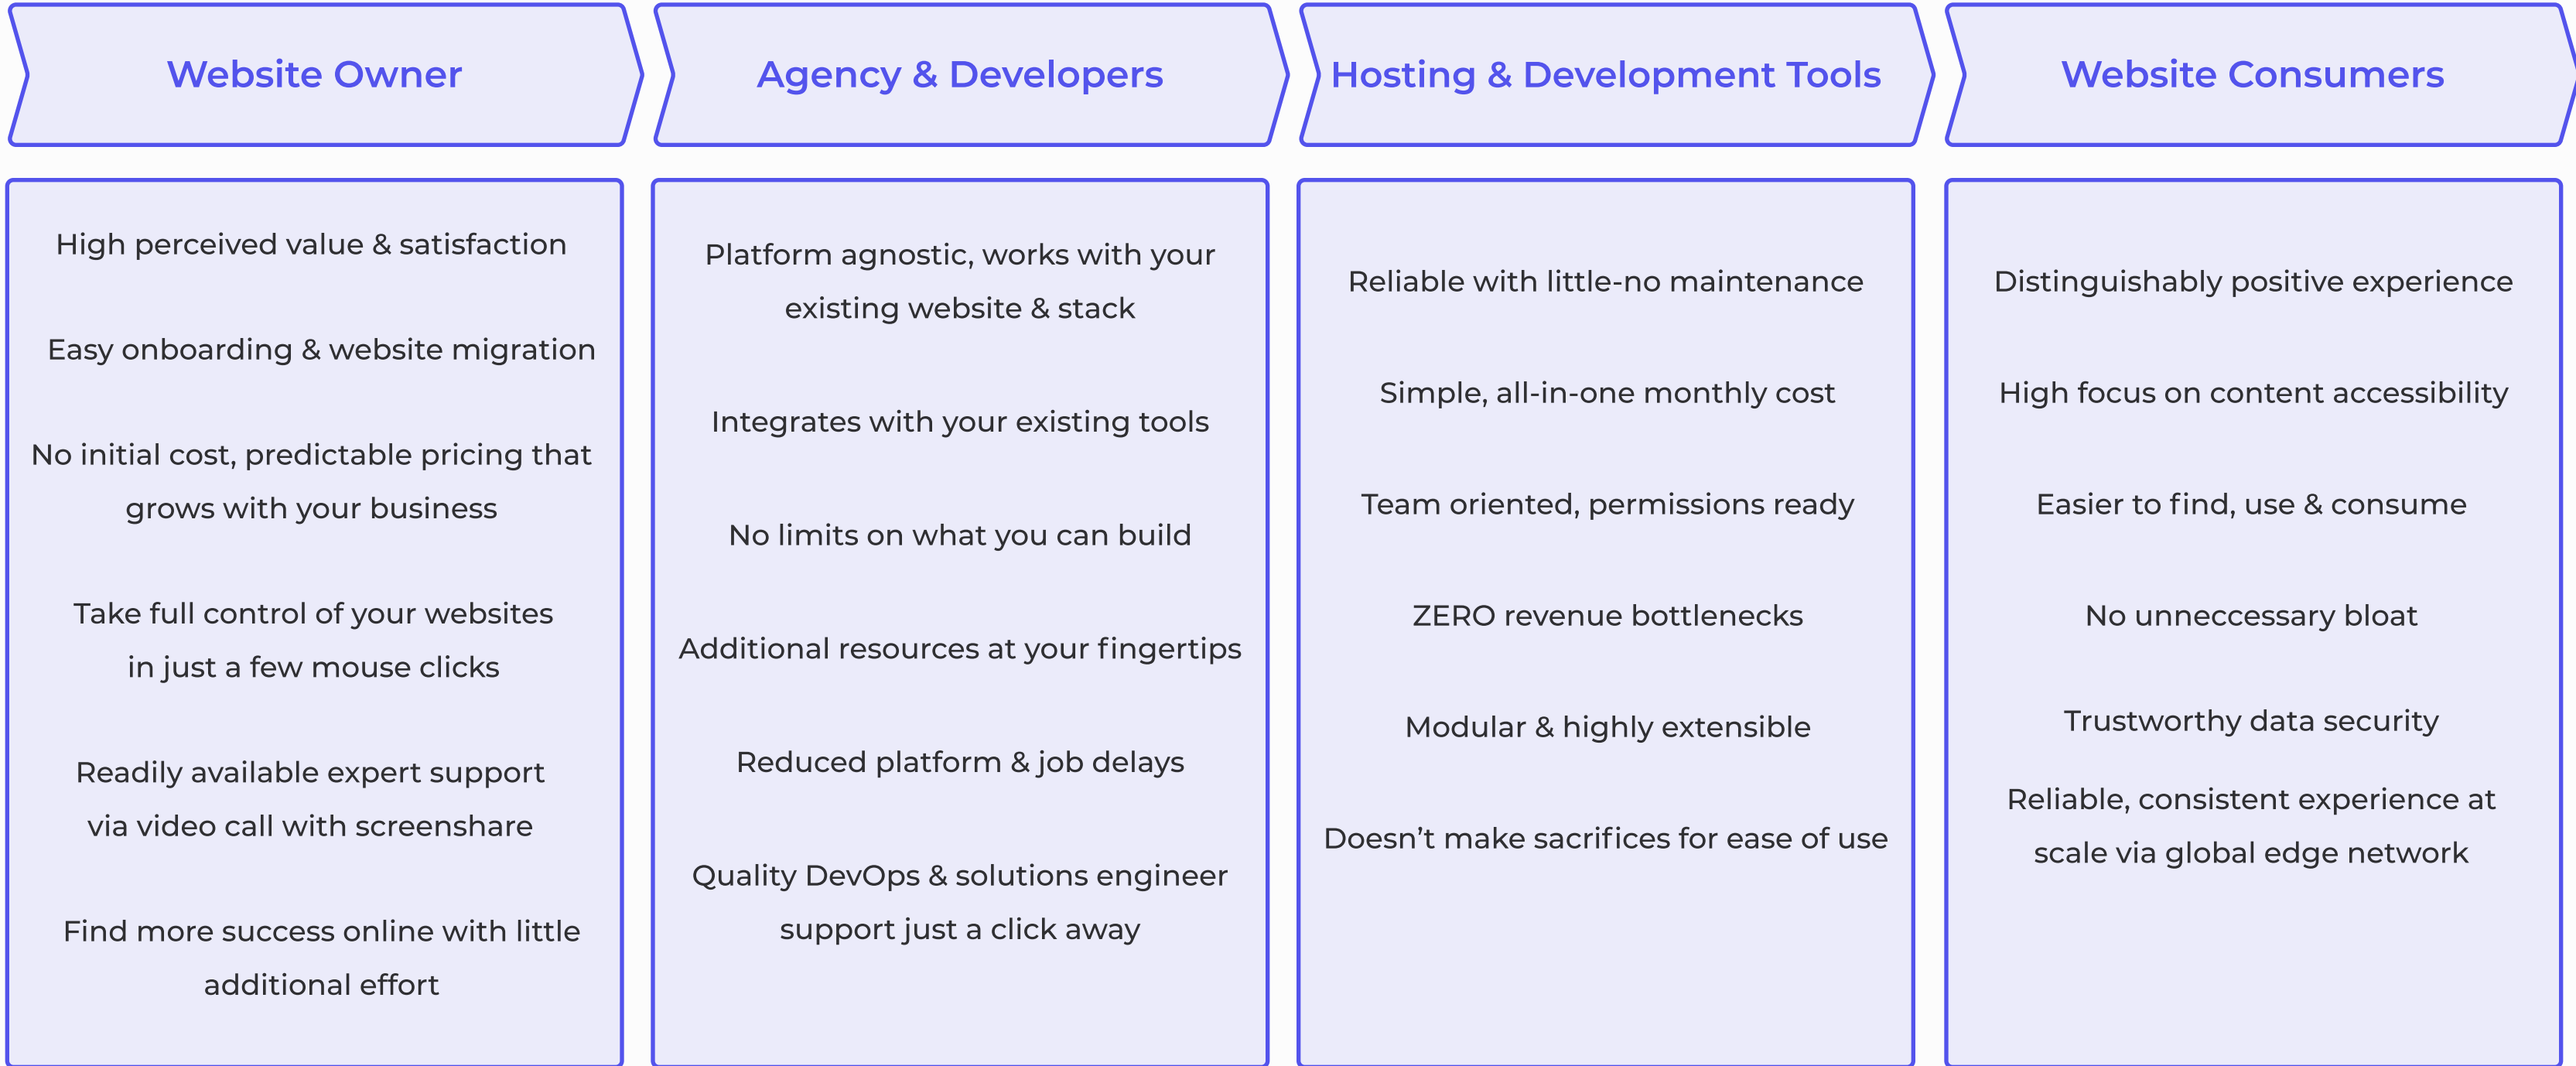 Website Owner
High perceived value & satisfaction
Easy onboarding & website migration
No initial cost, predictable pricing that
grows with your business
Take full control of your websites
in just a few mouse clicks
Readily available expert support
via video call with screenshare
Find more success online with little
additional effort
Agency & Developers
Platform agnostic, works with your
existing website & stack
Integrates with your existing tools
No limits on what you can build
Additional resources at your fingertips
Reduced platform & job delays
Quality DevOps & solutions engineer
support just a click away
Hosting & Development Tools
Reliable with little-no maintenance
Simple, all-in-one monthly cost
Team oriented, permissions ready
ZERO revenue bottlenecks
Modular & highly extensible
Doesn’t make sacrifices for ease of use
Website Consumers
Distinguishably positive experience
High focus on content accessibility
Easier to find, use & consume
No unneccessary bloat
Trustworthy data security
Reliable, consistent experience at
scale via global edge network